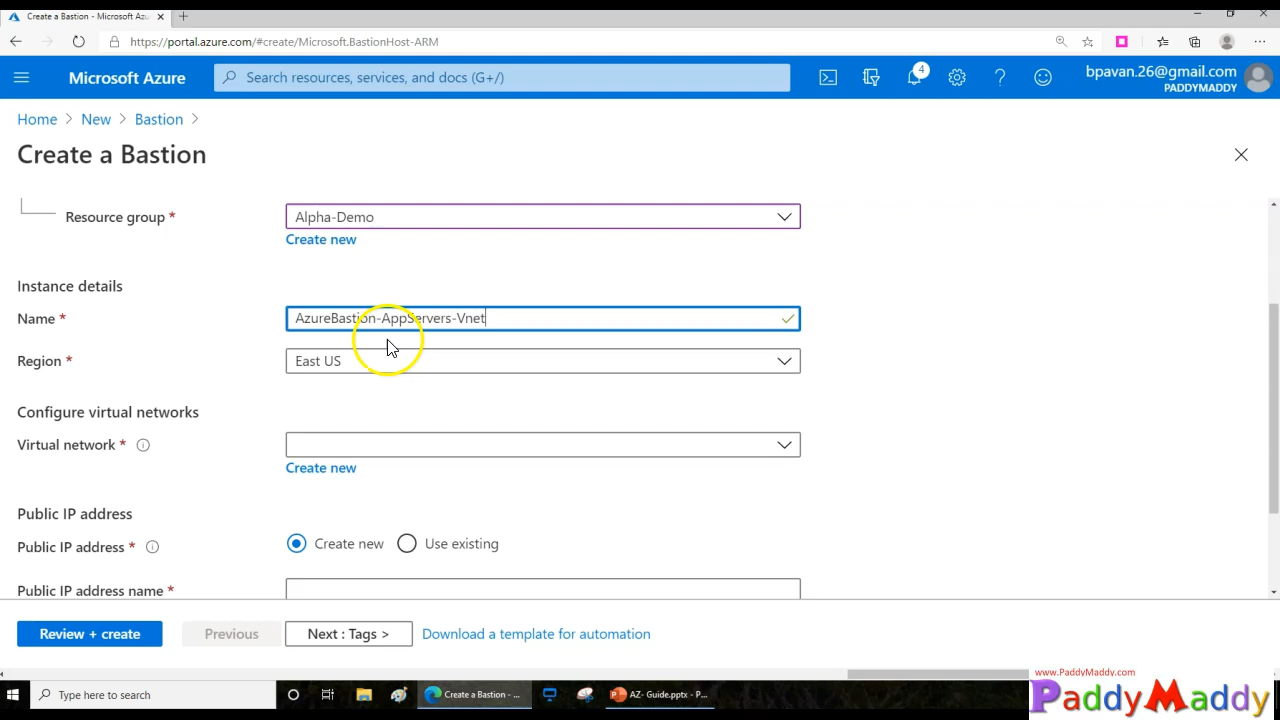 Create a Bastion - Microsoft Azu
https://portal.azure.com/#create/Microsoft.BastionHost-ARM
Microsoft Azure
Search resources, services, and docs (G+/)
4
bpavan.26@gmail.com
PADDYMADDY
Home > New > Bastion >
Create a Bastion
Resource group *
Alpha-Demo
Create new
Instance details
Name *
AzureBastion-AppServers-Vnet
Region *
East US
Configure virtual networks
Virtual network *
Create new
Public IP address
Public IP address *
Create new
Use existing
Public IP address name *
Review + create
Previous
Next : Tags >
Download a template for automation
www.PaddyMaddy.com
PaddyMaddy
Type here to search
Create a Bastion - ...
AZ- Guide.pptx - P...